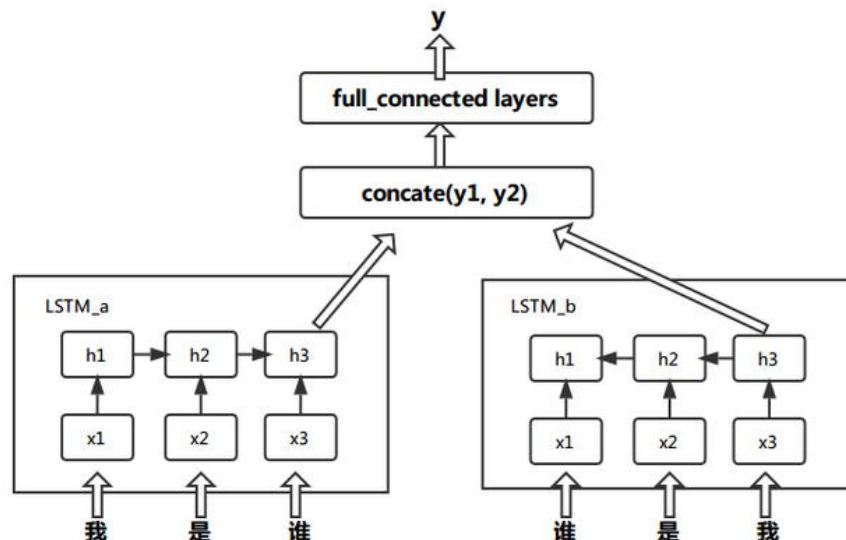 y
full_connected layers
concate(y1, y2)
LSTM_a
h1 h2 h3
x1 x2 x3
我 是 谁
LSTM_b
h1 h2 h3
x1 x2 x3
谁 是 我